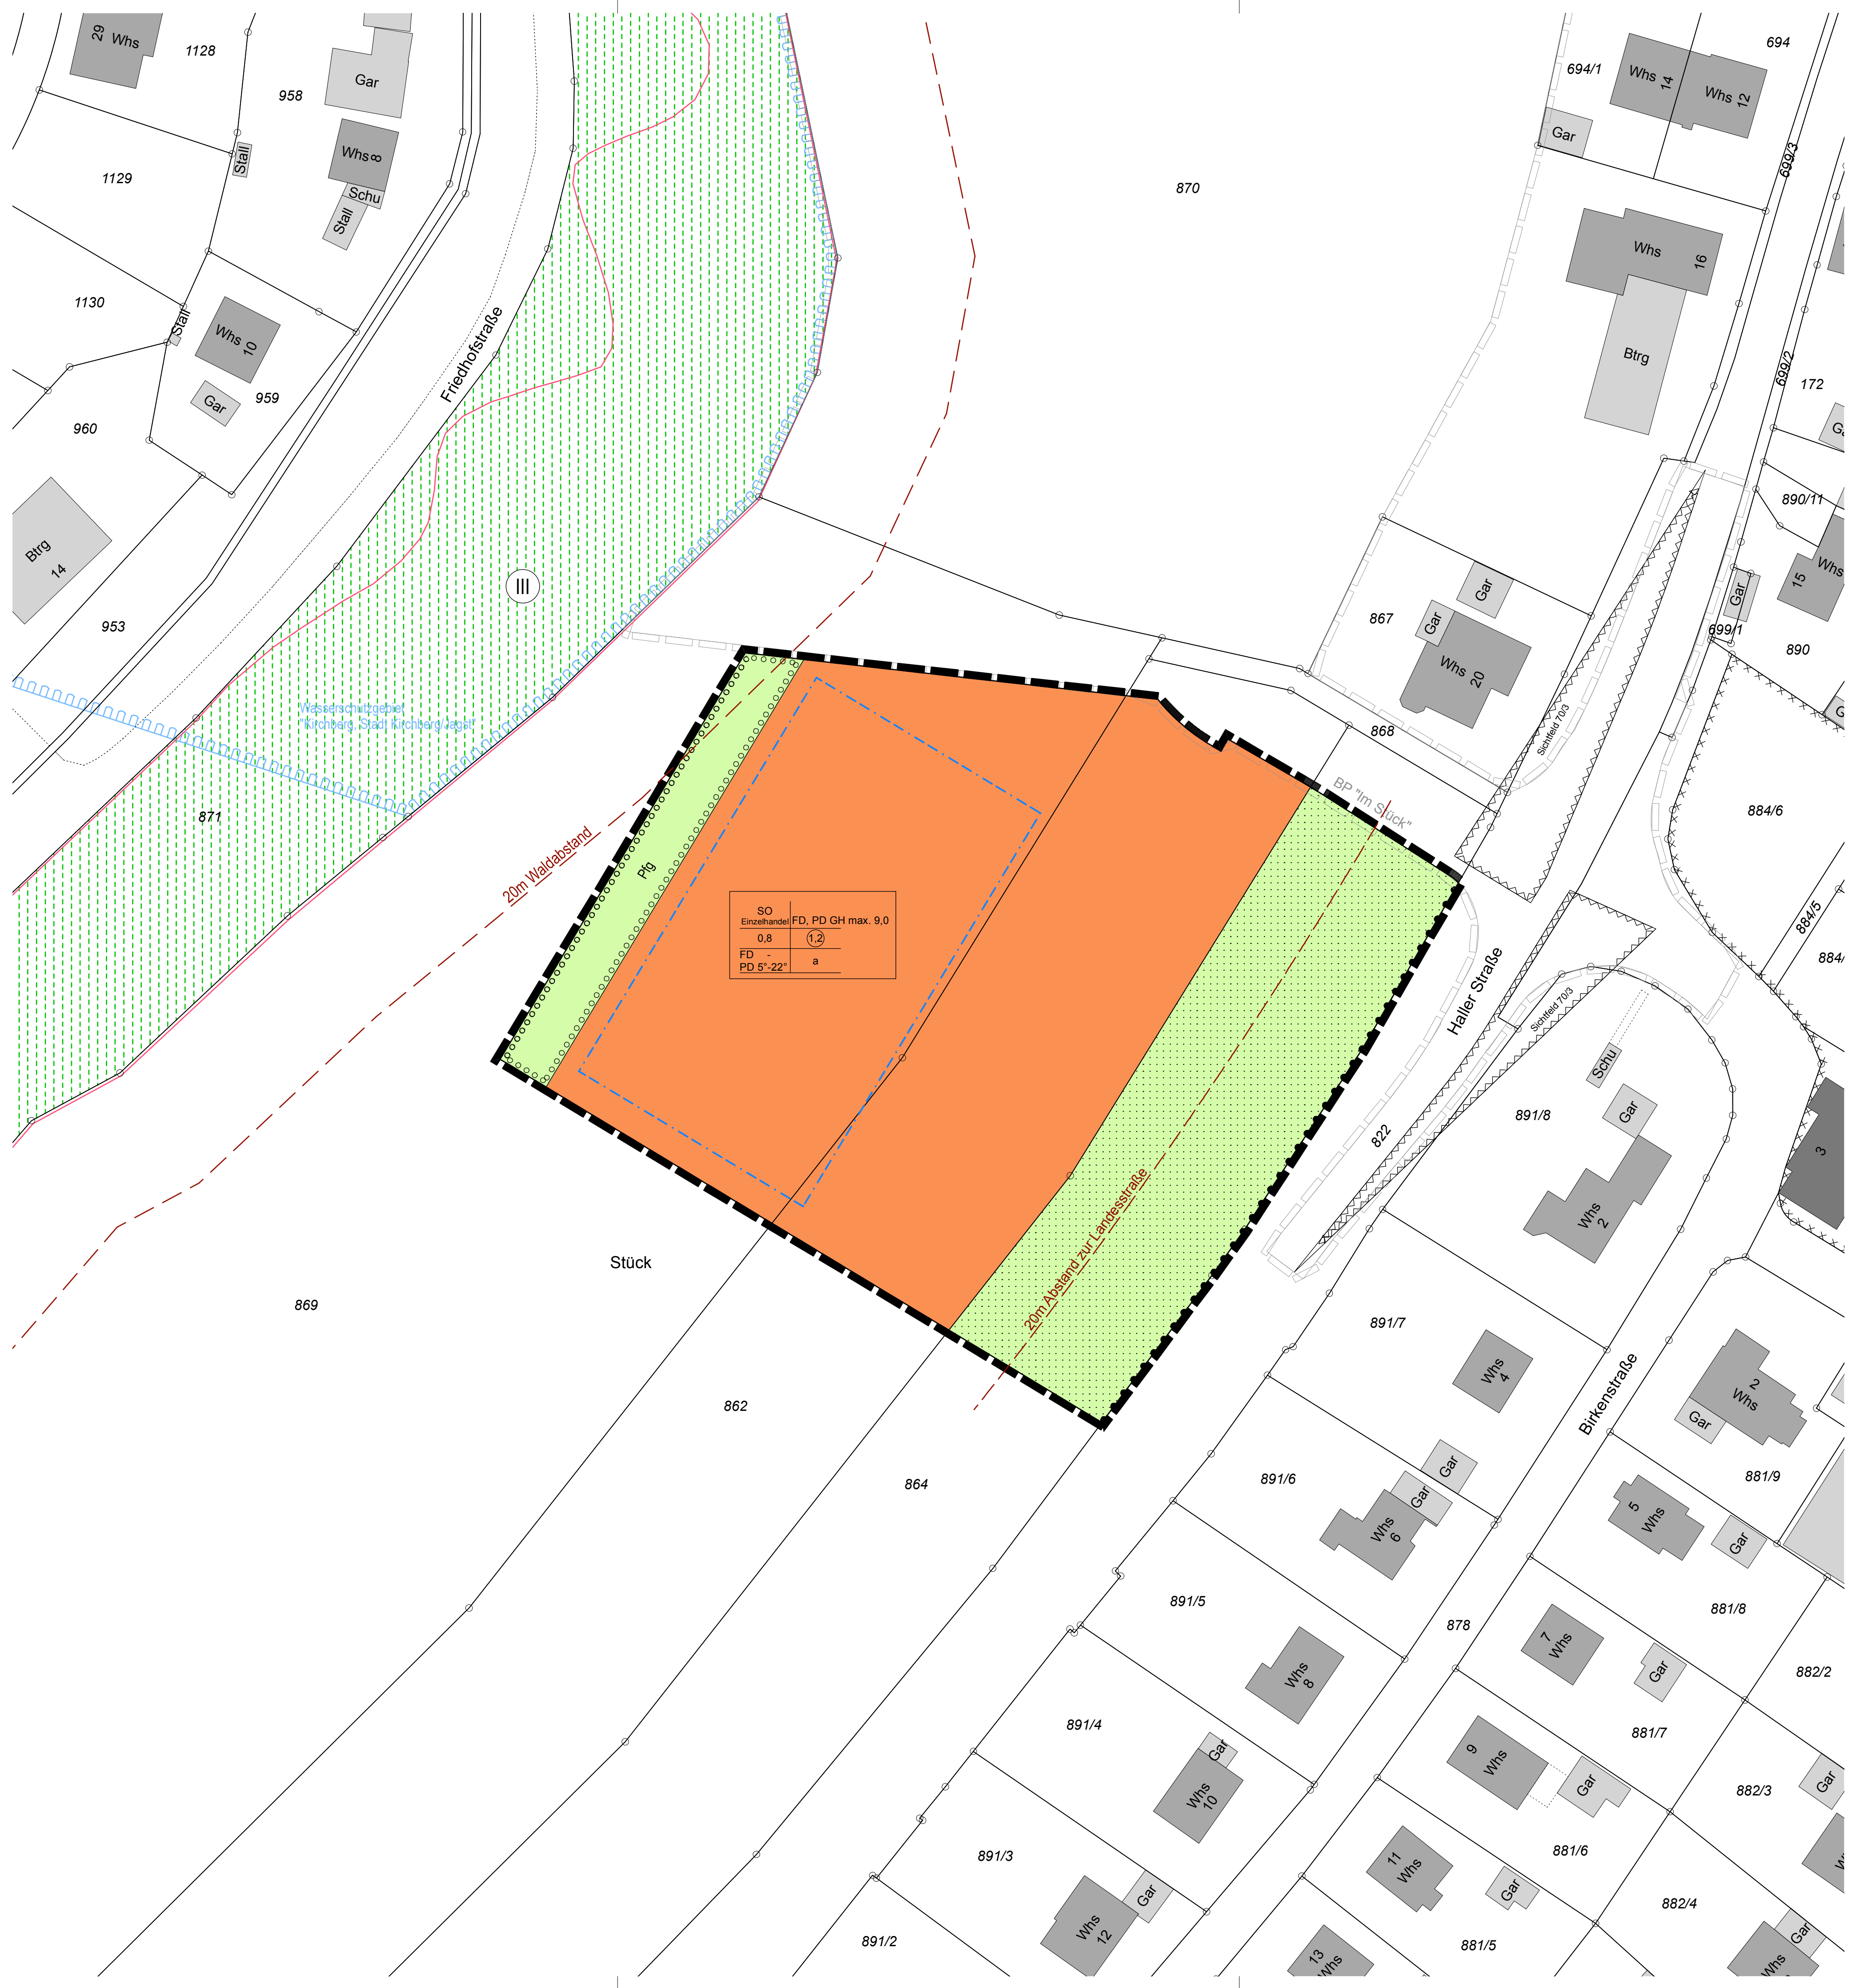 29
Whs
1128
958
Gar
Whs
8
Schu
Stall
Stall
1129
1130
Stall
Whs
10
Gar
959
960
Btrg
14
953
Friedhofstraße
III
Wasserschutzgebiet
"Kirchberg, Stadt Kirchberg/Jagst"
871
870
694
694/1
Whs
14
Whs
12
Gar
699/3
Whs
16
Btrg
699/2
172
890/11
Whs
15
Gar
699/1
890
867
Gar
Gar
Whs
20
868
Sichtfeld 70/3
BP "Im Stück"
884/6
884/5
20m Waldabstand
Pfg
SO
Einzelhandel
FD, PD GH max. 9,0
0,8
1,2
FD -
PD 5°-22°
a
Haller Straße
Sichtfeld 70/3
Schu
Gar
891/8
822
Whs
2
3
20m Abstand zur Landesstraße
Stück
869
862
864
891/7
Whs
4
Birkenstraße
2
Whs
Gar
881/9
891/6
Gar
Gar
Whs
6
5
Whs
Gar
891/5
881/8
878
7
Whs
Gar
882/2
Whs
8
891/4
881/7
9
Whs
Gar
882/3
Gar
Gar
Whs
10
891/3
881/6
11
Whs
Gar
882/4
Gar
Whs
12
Gar
891/2
881/5
13
Whs
Whs